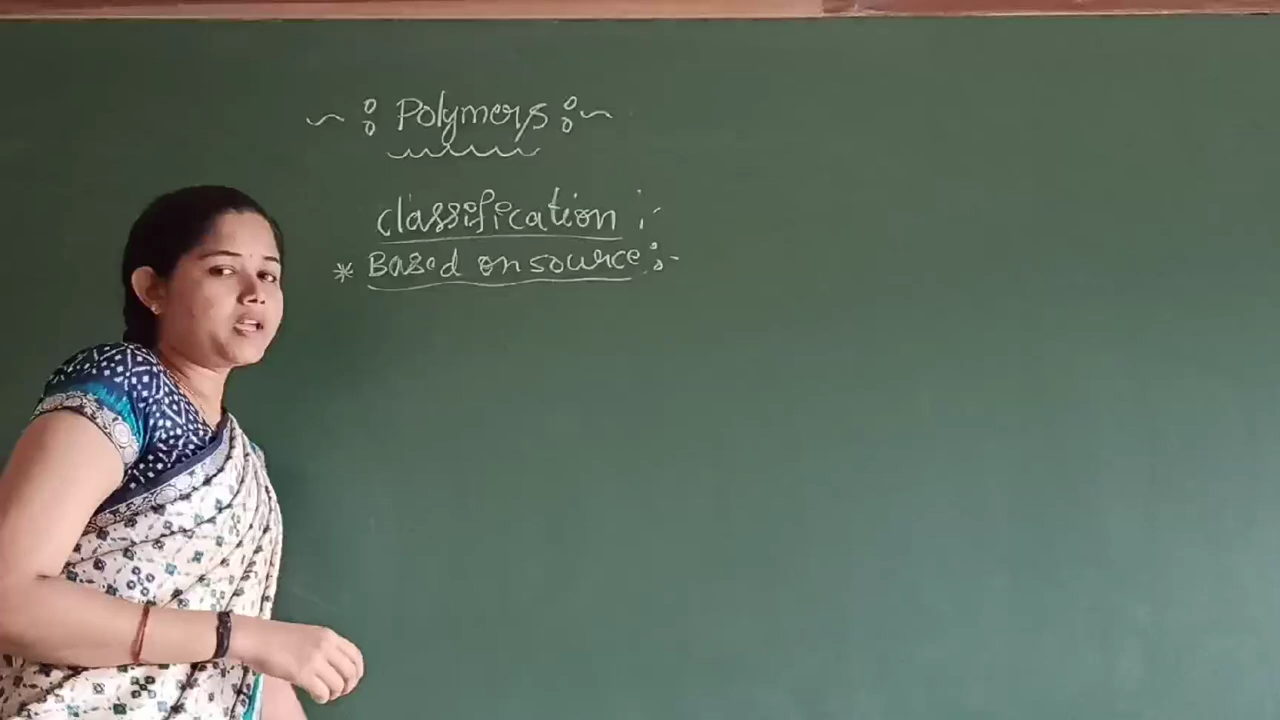 ~: Polymers :~
classification :-
* Based on source :-